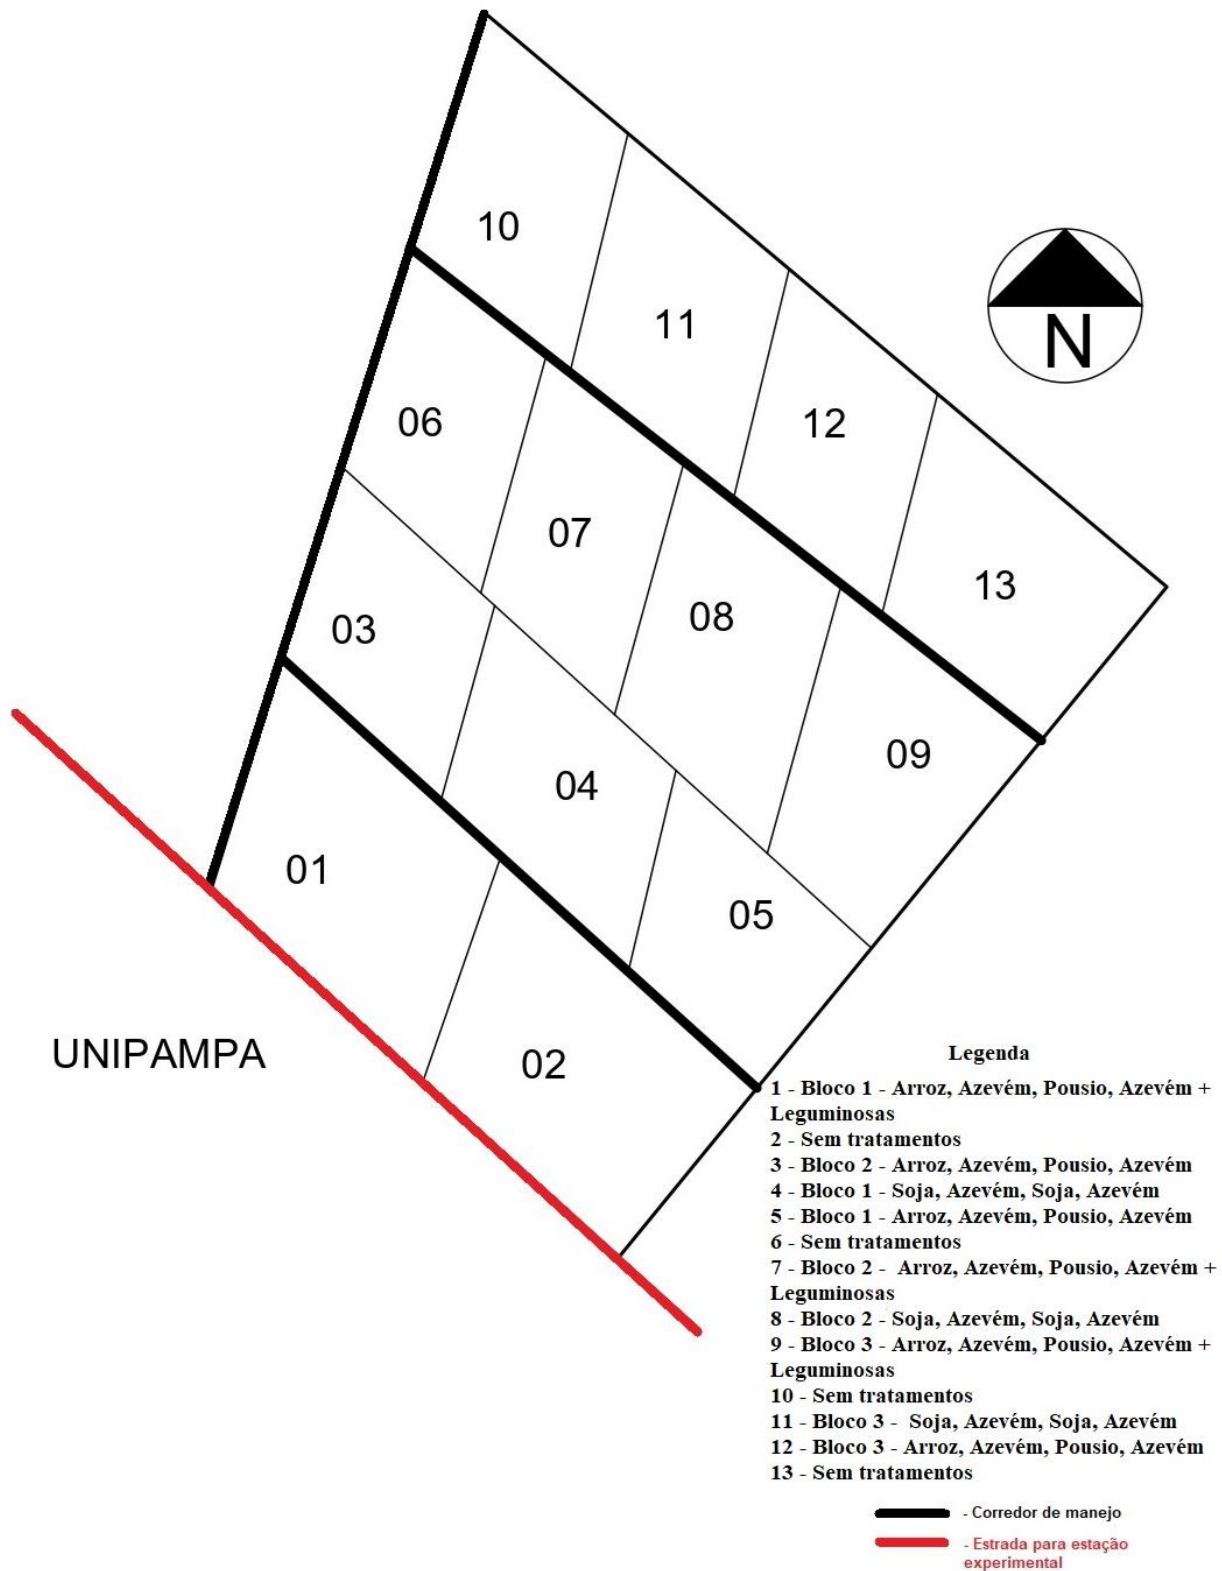 10
11
N
06
12
07
13
08
03
09
04
01
05
UNIPAMPA
02
Legenda
1 - Bloco 1 - Arroz, Azevém, Pousio, Azevém +
Leguminosas
2 - Sem tratamentos
3 - Bloco 2 - Arroz, Azevém, Pousio, Azevém
4 - Bloco 1 - Soja, Azevém, Soja, Azevém
5 - Bloco 1 - Arroz, Azevém, Pousio, Azevém
6 - Sem tratamentos
7 - Bloco 2 - Arroz, Azevém, Pousio, Azevém +
Leguminosas
8 - Bloco 2 - Soja, Azevém, Soja, Azevém
9 - Bloco 3 - Arroz, Azevém, Pousio, Azevém +
Leguminosas
10 - Sem tratamentos
11 - Bloco 3 - Soja, Azevém, Soja, Azevém
12 - Bloco 3 - Arroz, Azevém, Pousio, Azevém
13 - Sem tratamentos
- Corredor de manejo
- Estrada para estação
experimental